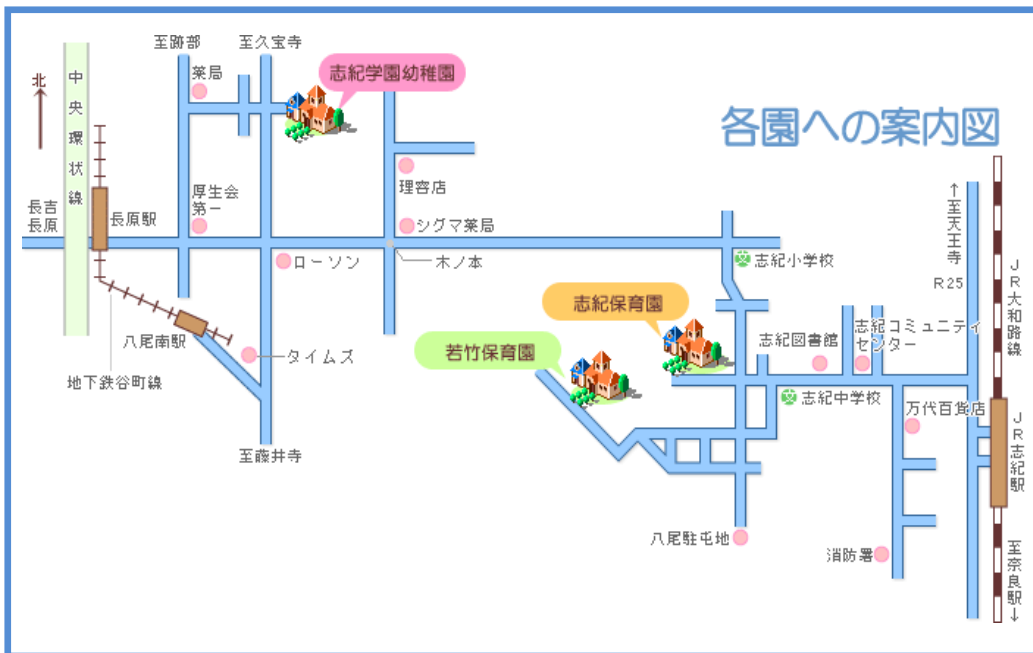 各園への案内図
北
中央環状線
至跡部
至久宝寺
薬局
志紀学園幼稚園
理容店
長吉
長原
長原駅
厚生会
第一
シグマ薬局
ローソン
木ノ本
八尾南駅
タイムズ
地下鉄谷町線
至藤井寺
志紀小学校
志紀保育園
若竹保育園
志紀図書館
志紀コミュニティ
センター
志紀中学校
万代百貨店
八尾駐屯地
消防署
↑至天王寺
R25
JR大和路線
JR志紀駅
至奈良駅↓
文
文